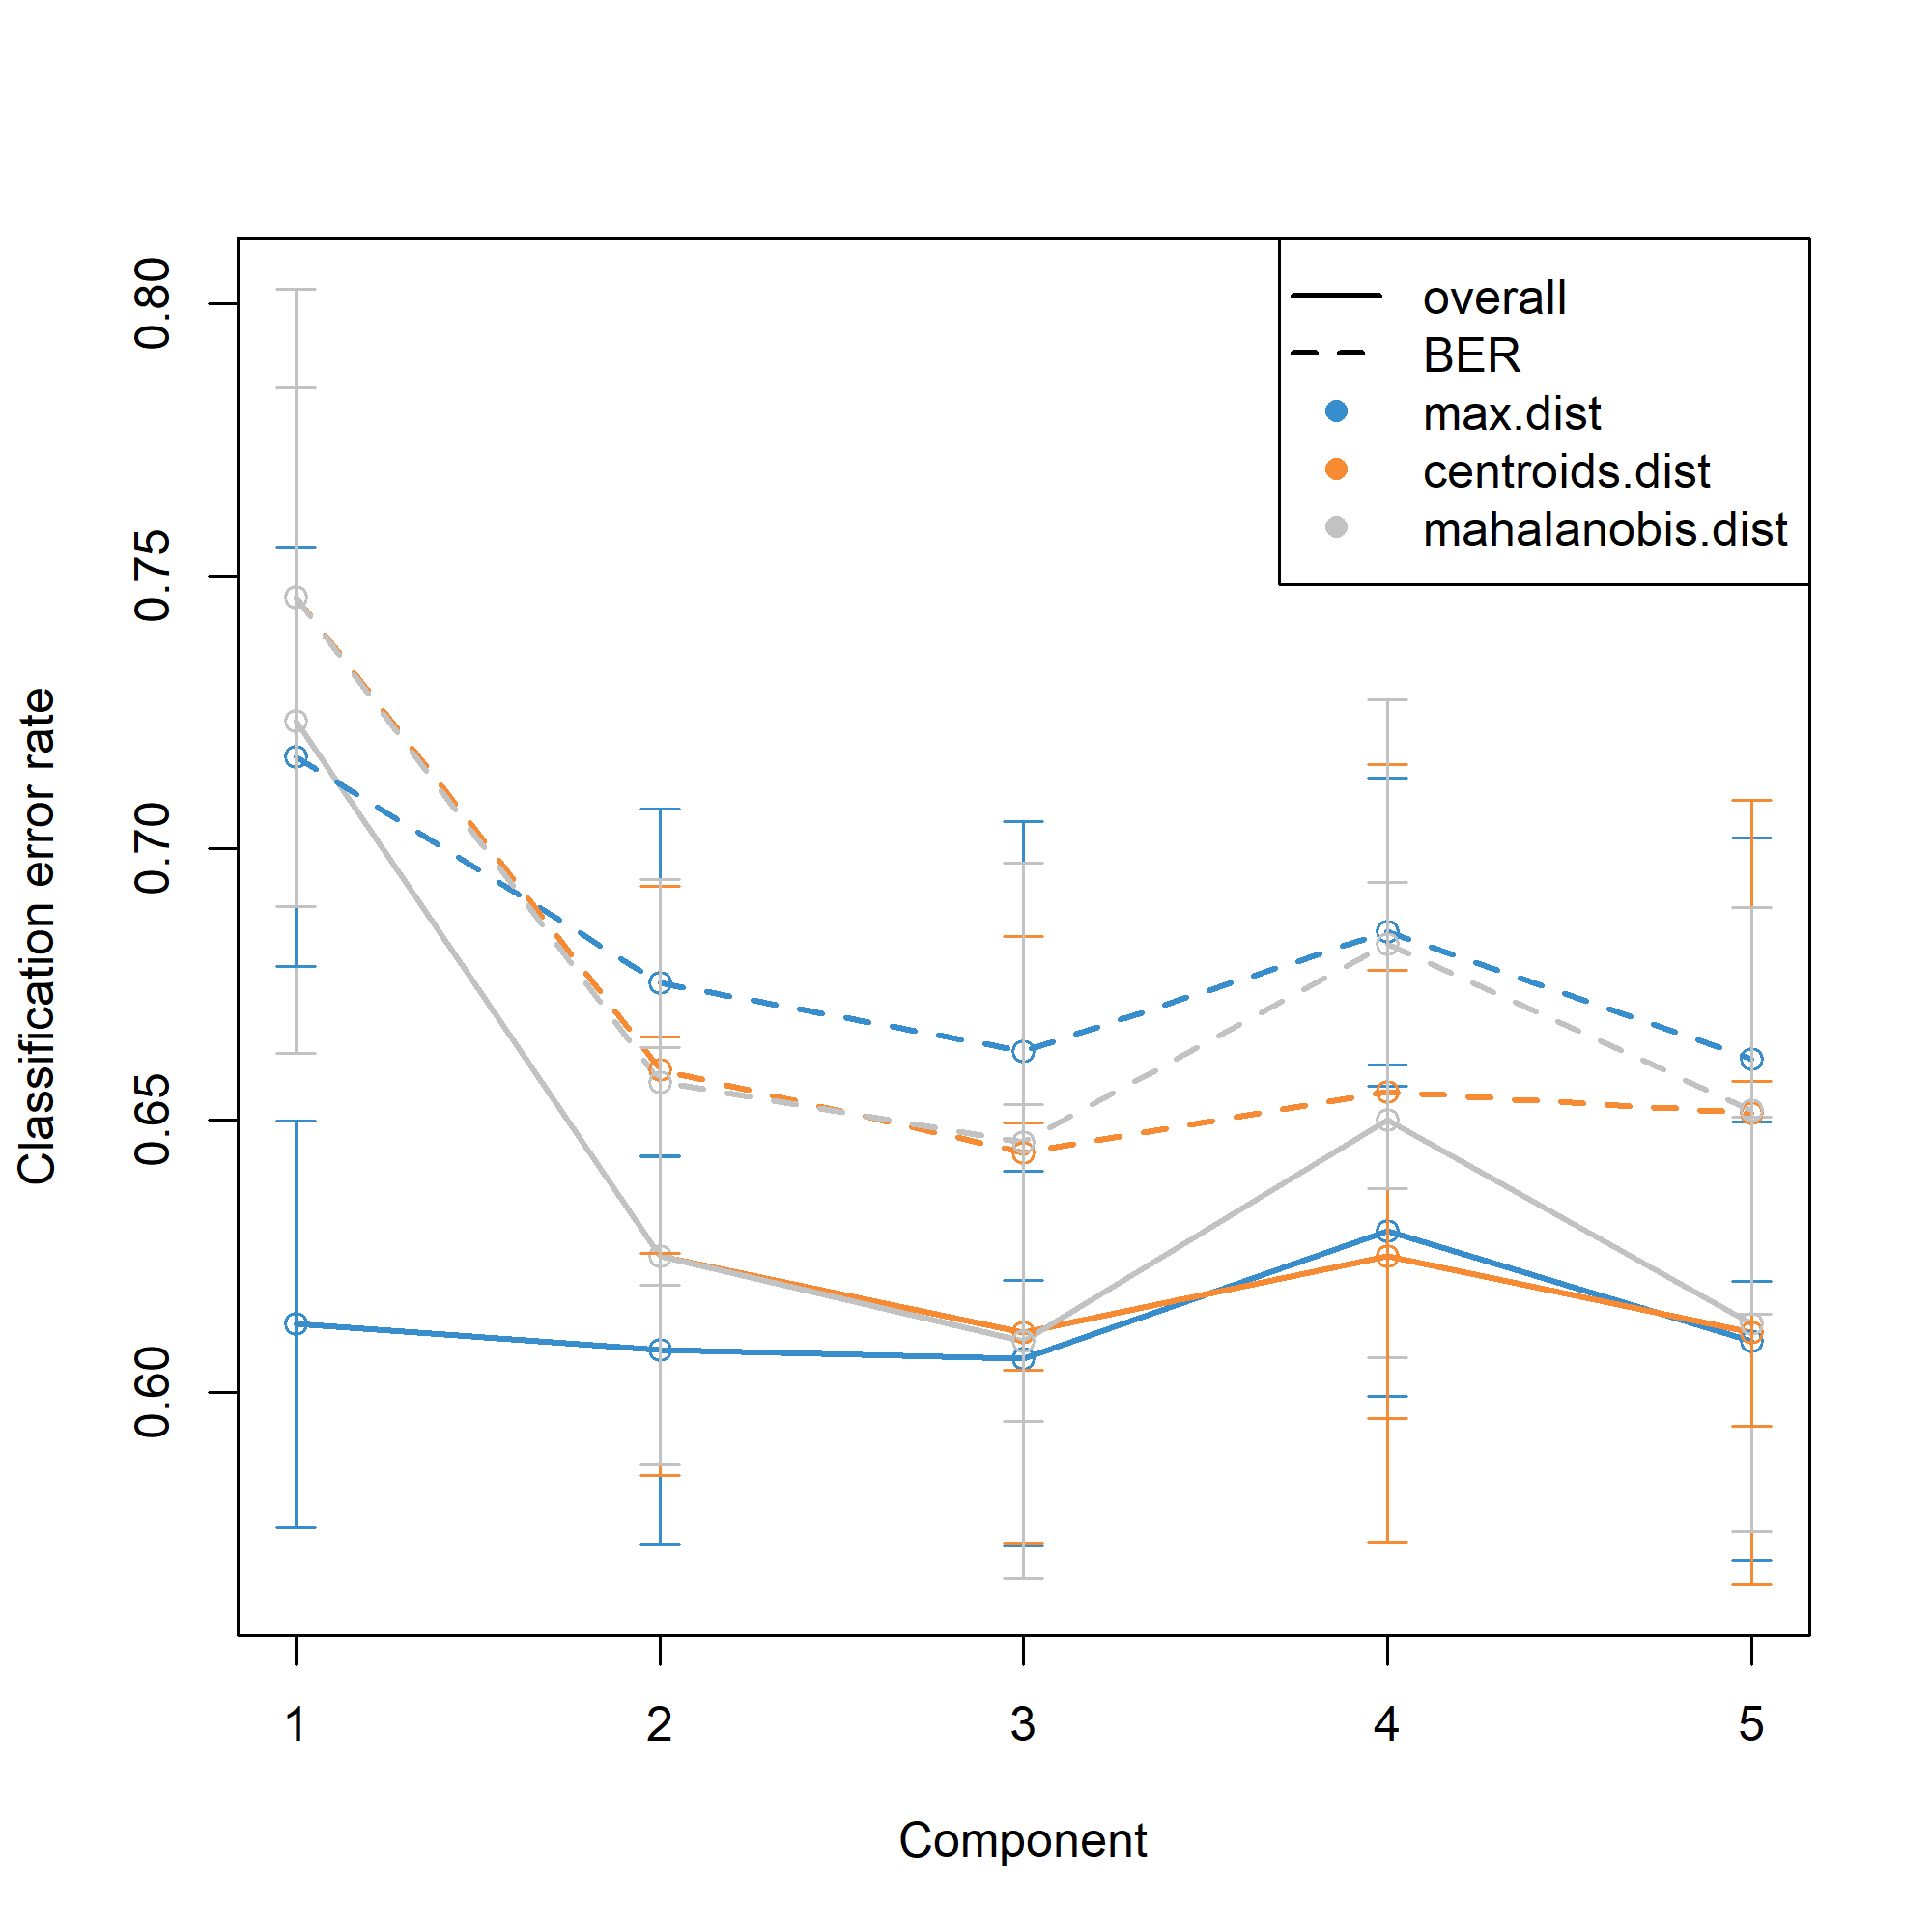 overall
BER
max.dist
centroids.dist
mahalanobis.dist
Classification error rate
0.80
0.75
0.70
0.65
0.60
1 2 3 4 5
Component